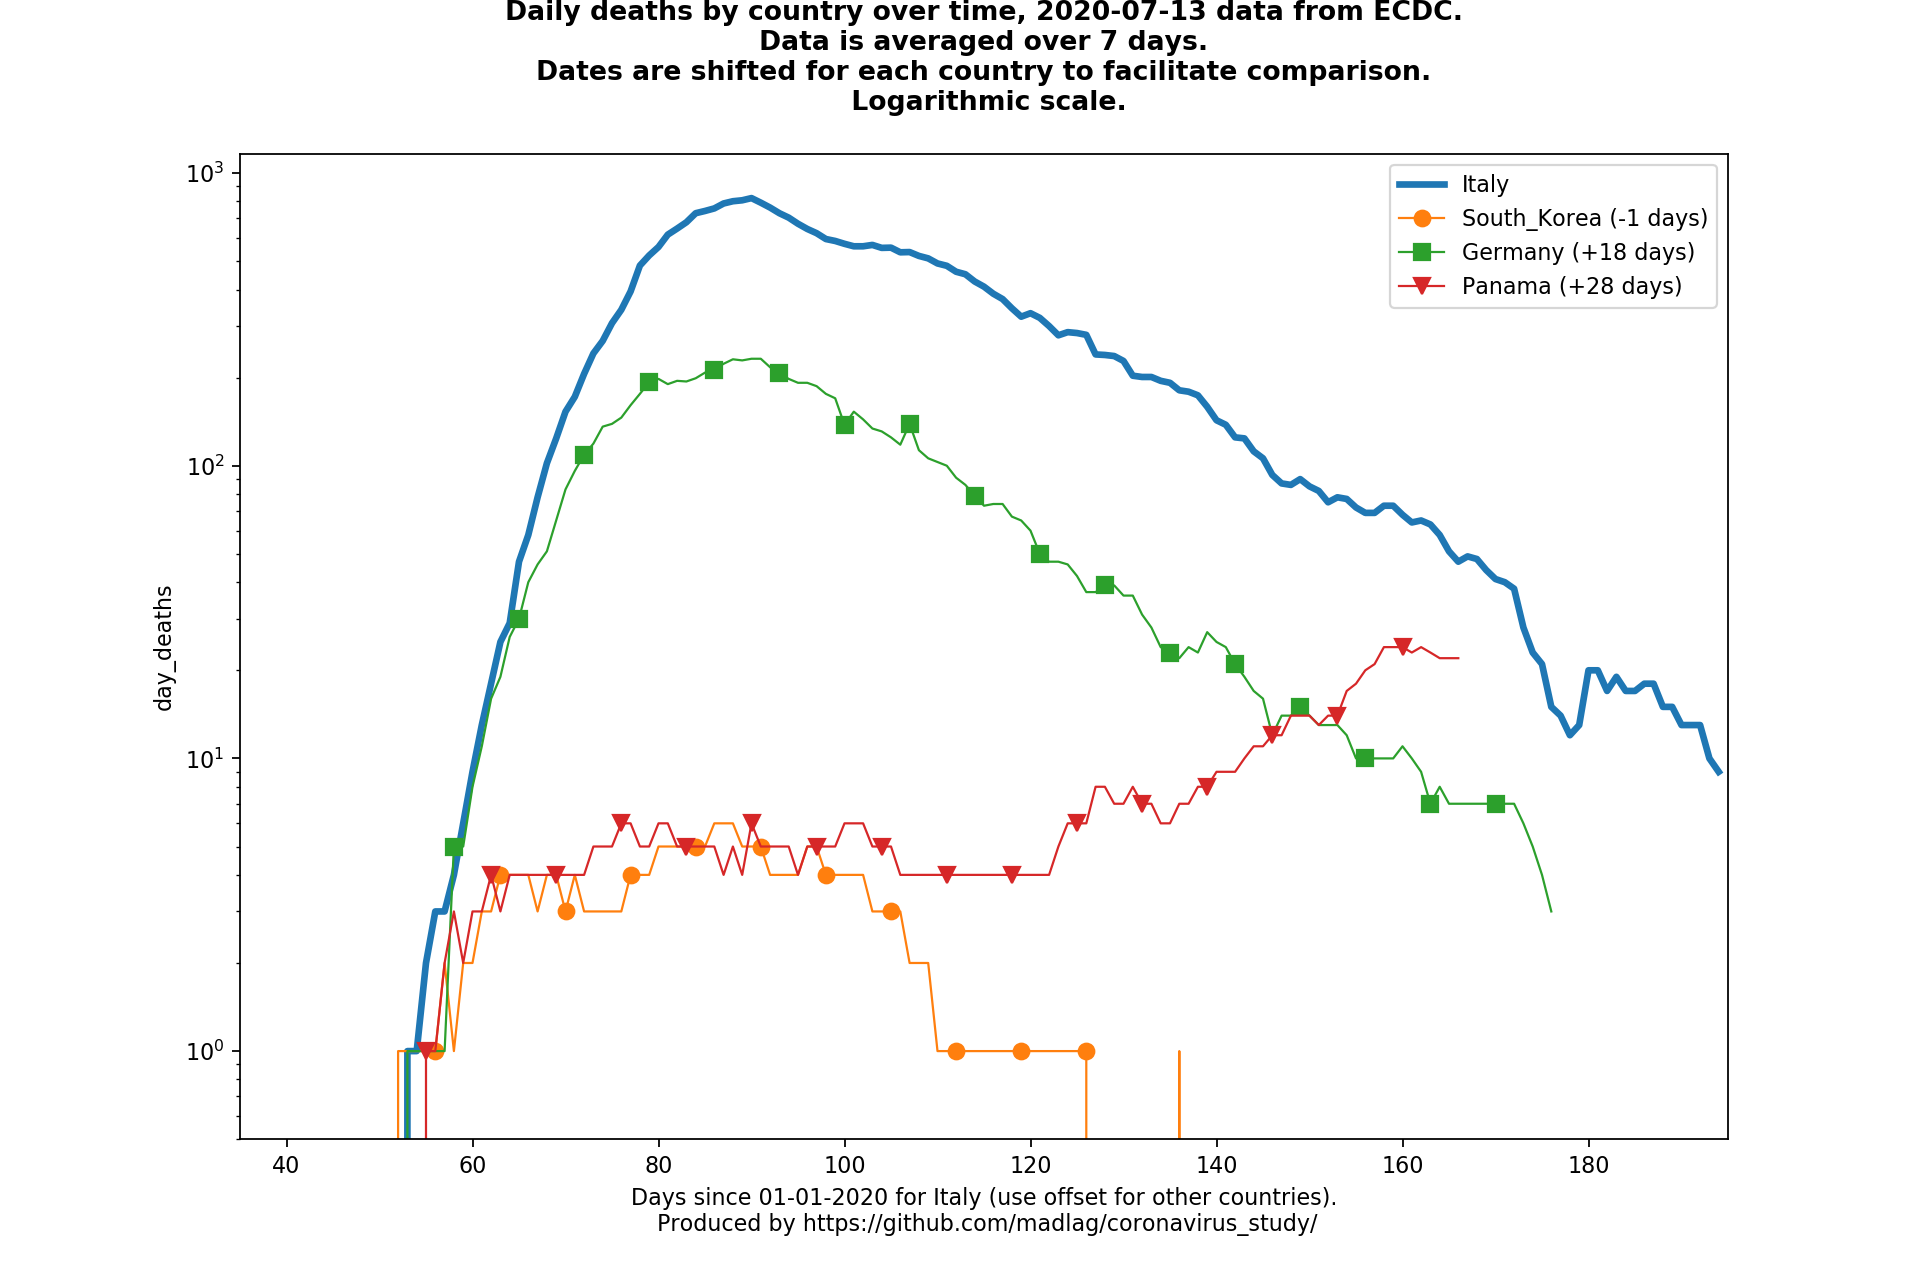 Daily deaths by country over time, 2020-07-13 data from ECDC.
Data is averaged over 7 days.
Dates are shifted for each country to facilitate comparison.
Logarithmic scale.
10³
10²
10¹
10⁰
day_deaths
Italy
South_Korea (-1 days)
Germany (+18 days)
Panama (+28 days)
40 60 80 100 120 140 160 180
Days since 01-01-2020 for Italy (use offset for other countries).
Produced by https://github.com/madlag/coronavirus_study/